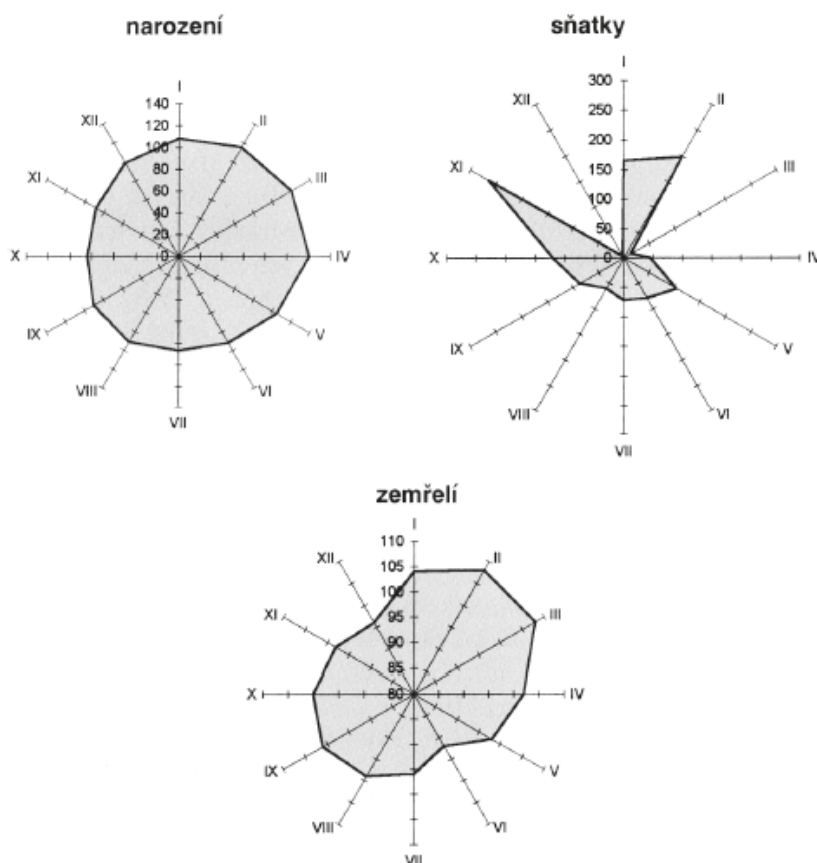 narození
I
140
120
100
80
60
40
20
0
II
III
IV
V
VI
VII
VIII
IX
X
XI
XII
sňatky
I
300
250
200
150
100
50
0
II
III
IV
V
VI
VII
VIII
IX
X
XI
XII
zemřelí
I
110
105
100
95
90
85
80
II
III
IV
V
VI
VII
VIII
IX
X
XI
XII